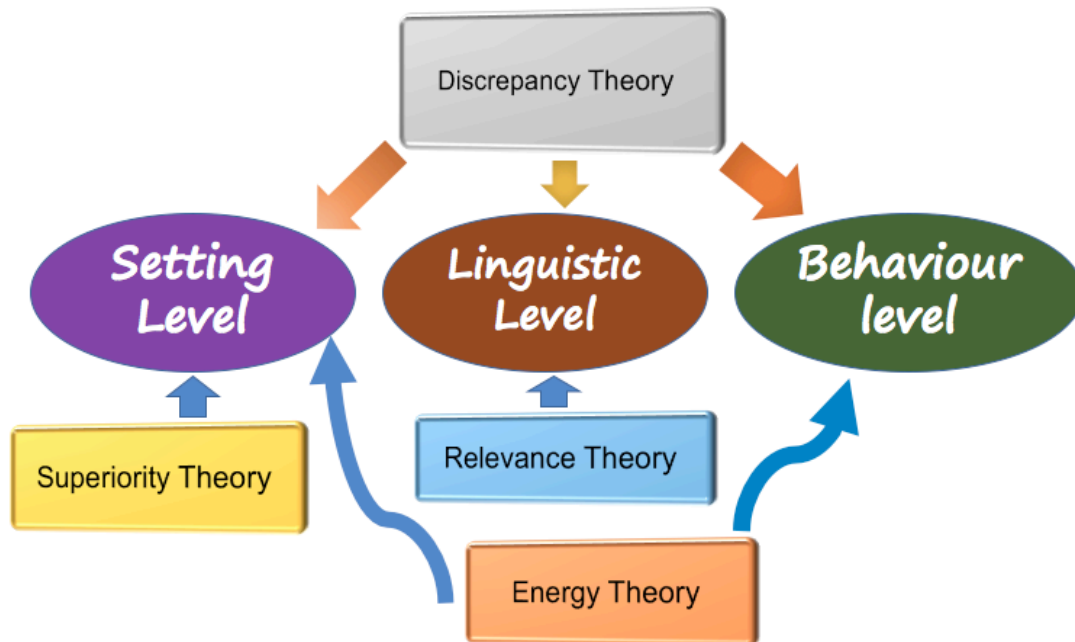 Discrepancy Theory
Setting
Level
Linguistic
Level
Behaviour
level
Superiority Theory
Relevance Theory
Energy Theory